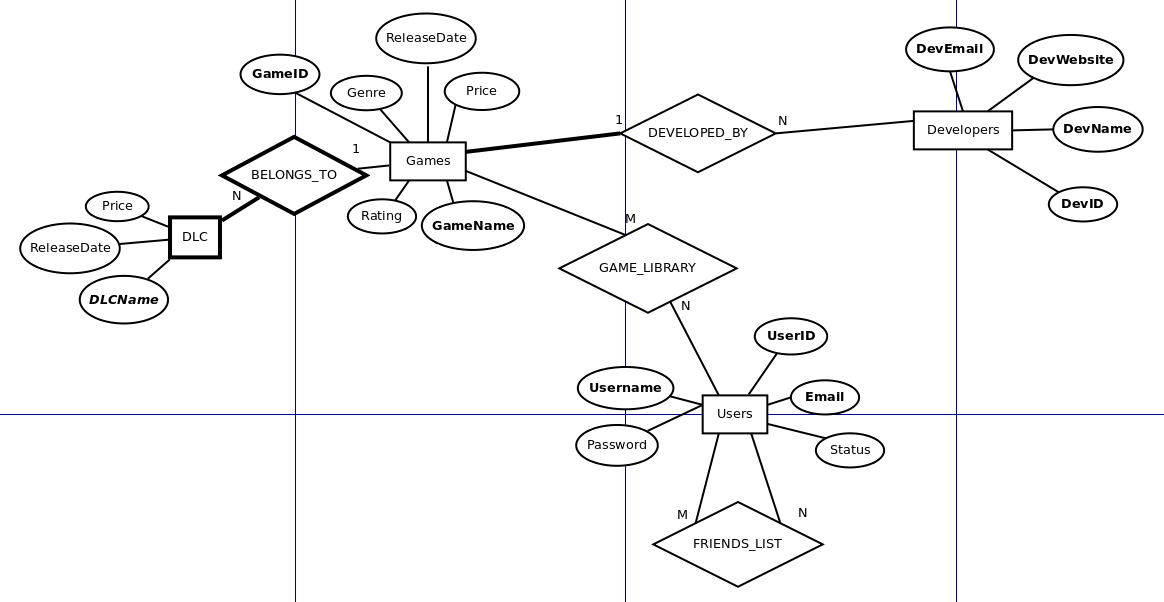 ReleaseDate
DevEmail
DevWebsite
GameID
Genre
Price
1
DEVELOPED_BY
N
Developers
DevName
1
Games
BELONGS_TO
N
Price
DLC
Rating
GameName
M
DevID
ReleaseDate
DLCName
GAME_LIBRARY
N
UserID
Username
Email
Users
Password
Status
M
N
FRIENDS_LIST